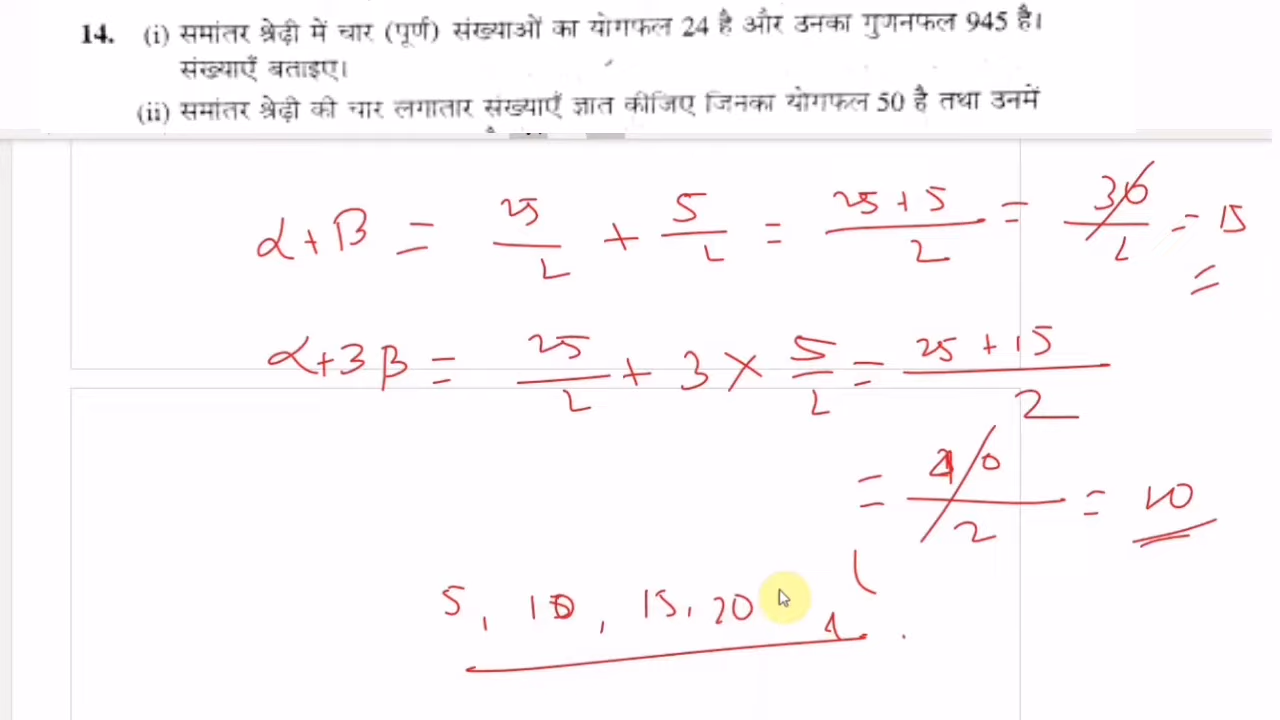 14. (i) समांतर श्रेढ़ी में चार (पूर्ण) संख्याओं का योगफल 24 है और उनका गुणनफल 945 है।
संख्याएँ बताइए।
(ii) समांतर श्रेढ़ी की चार लगातार संख्याएँ ज्ञात कीजिए जिनका योगफल 50 है तथा उनमें
α+β = 25/2 + 5/2 = 25+5/2 = 30/2 = 15
α+3β = 25/2 + 3 × 5/2 = 25+15/2
= 40/2 = 20
5, 10, 15, 20